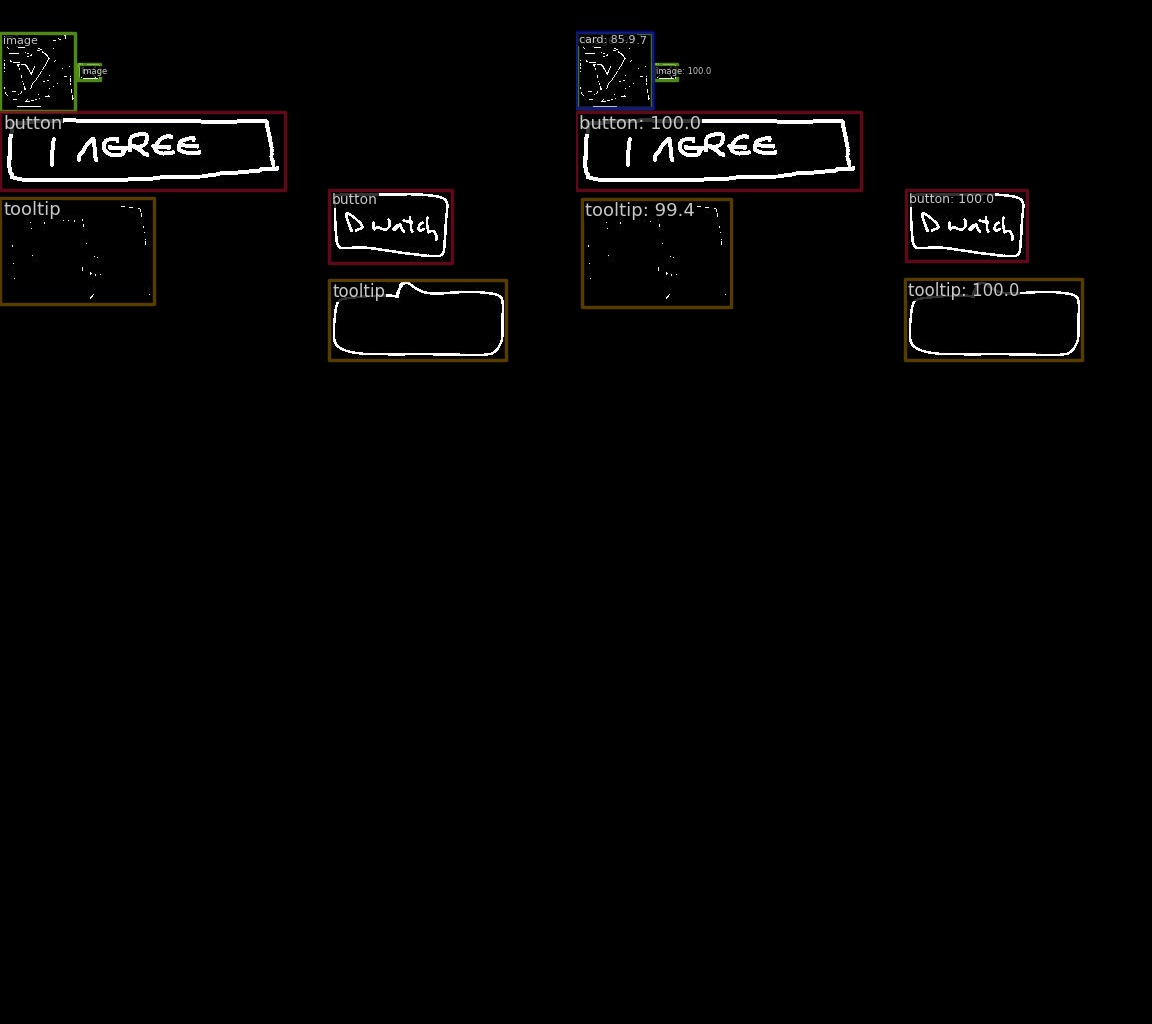 image
card: 85.9.7
image
image: 100.0
button
button: 100.0
I AGREE
I AGREE
tooltip
button
tooltip: 99.4
button: 100.0
D watch
D watch
tooltip
tooltip: 100.0